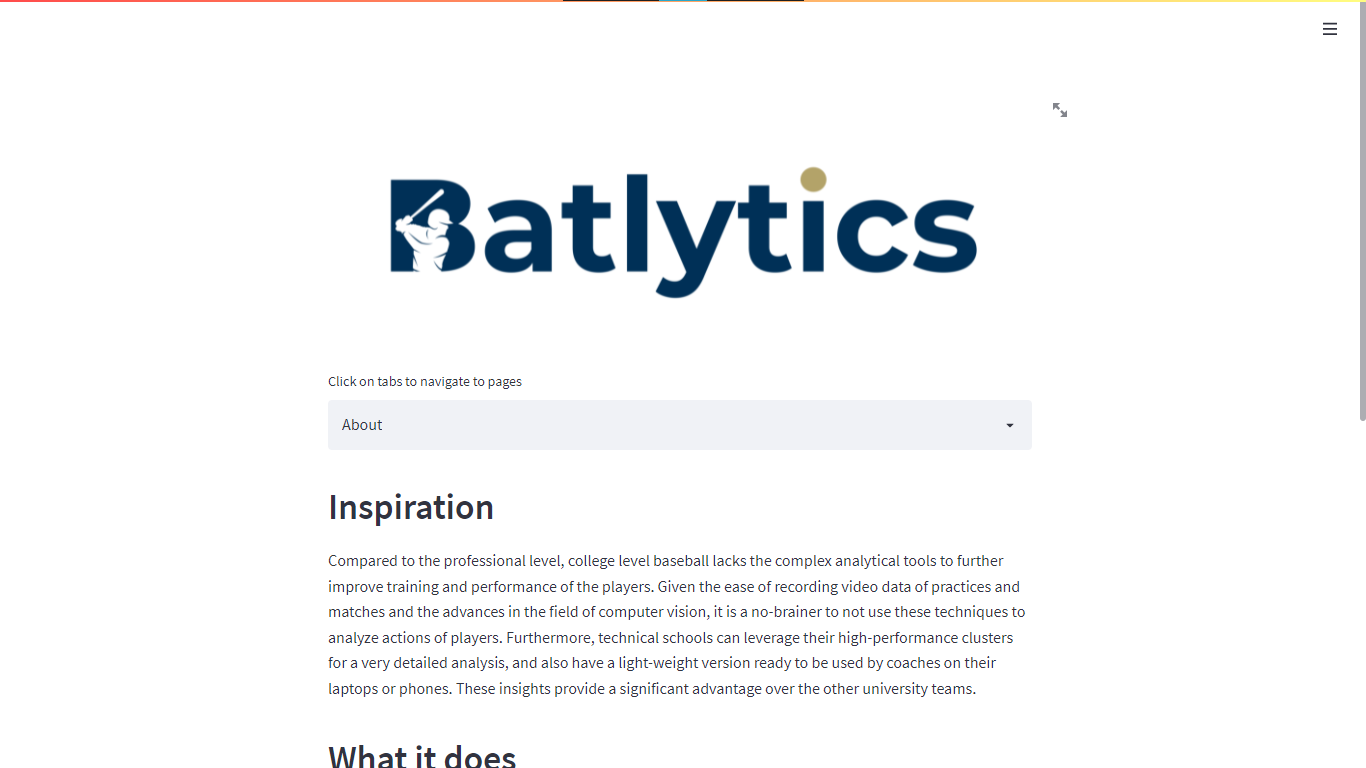 Batlytics
Click on tabs to navigate to pages
About
Inspiration
Compared to the professional level, college level baseball lacks the complex analytical tools to further
improve training and performance of the players. Given the ease of recording video data of practices and
matches and the advances in the field of computer vision, it is a no-brainer to not use these techniques to
analyze actions of players. Furthermore, technical schools can leverage their high-performance clusters
for a very detailed analysis, and also have a light-weight version ready to be used by coaches on their
laptops or phones. These insights provide a significant advantage over the other university teams.
What it does